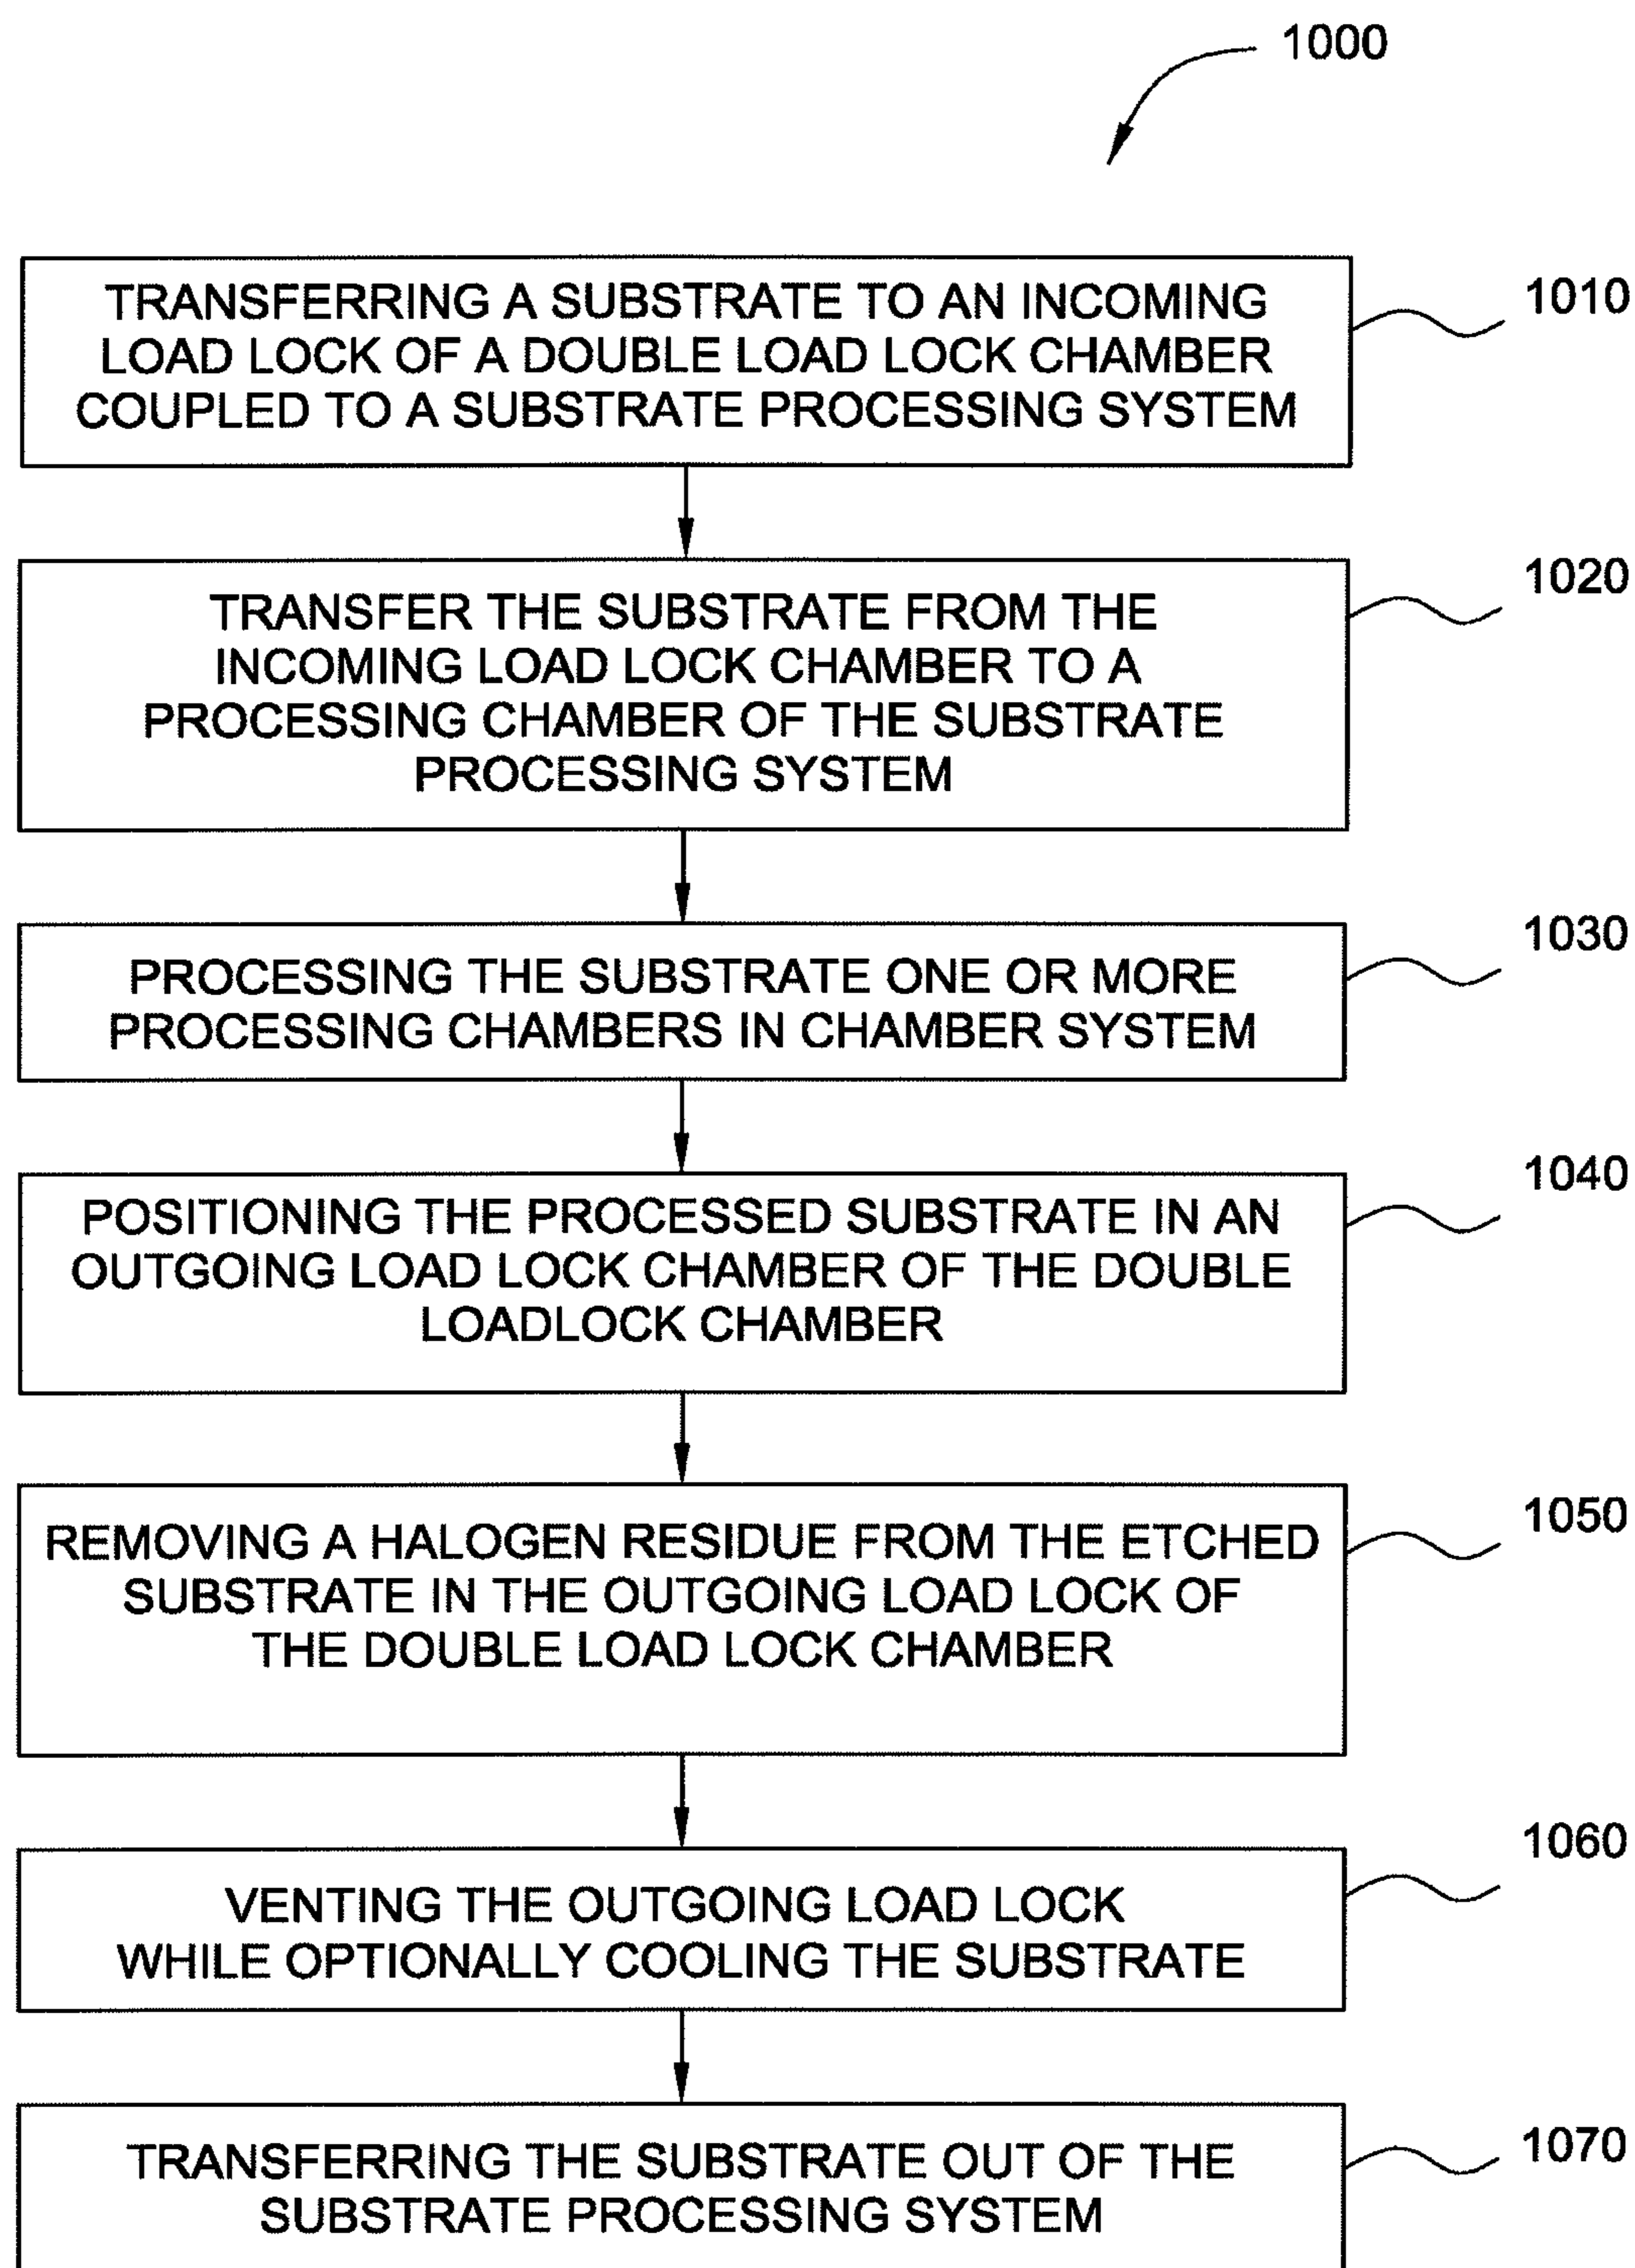 1000
TRANSFERRING A SUBSTRATE TO AN INCOMING
LOAD LOCK OF A DOUBLE LOAD LOCK CHAMBER
COUPLED TO A SUBSTRATE PROCESSING SYSTEM
1010
TRANSFER THE SUBSTRATE FROM THE
INCOMING LOAD LOCK CHAMBER TO A
PROCESSING CHAMBER OF THE SUBSTRATE
PROCESSING SYSTEM
1020
PROCESSING THE SUBSTRATE ONE OR MORE
PROCESSING CHAMBERS IN CHAMBER SYSTEM
1030
POSITIONING THE PROCESSED SUBSTRATE IN AN
OUTGOING LOAD LOCK CHAMBER OF THE DOUBLE
LOADLOCK CHAMBER
1040
REMOVING A HALOGEN RESIDUE FROM THE ETCHED
SUBSTRATE IN THE OUTGOING LOAD LOCK OF
THE DOUBLE LOAD LOCK CHAMBER
1050
VENTING THE OUTGOING LOAD LOCK
WHILE OPTIONALLY COOLING THE SUBSTRATE
1060
TRANSFERRING THE SUBSTRATE OUT OF THE
SUBSTRATE PROCESSING SYSTEM
1070